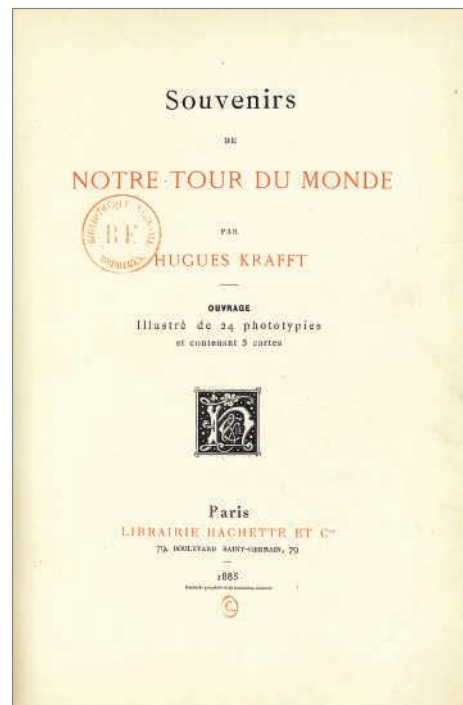 Souvenirs
DE
NOTRE TOUR DU MONDE
PAR
HUGUES KRAFFT
OUVRAGE
Illustré de 24 phototypies
et contenant 5 cartes
Paris
LIBRAIRIE HACHETTE ET Cie
79, BOULEVARD SAINT-GERMAIN, 79
1885